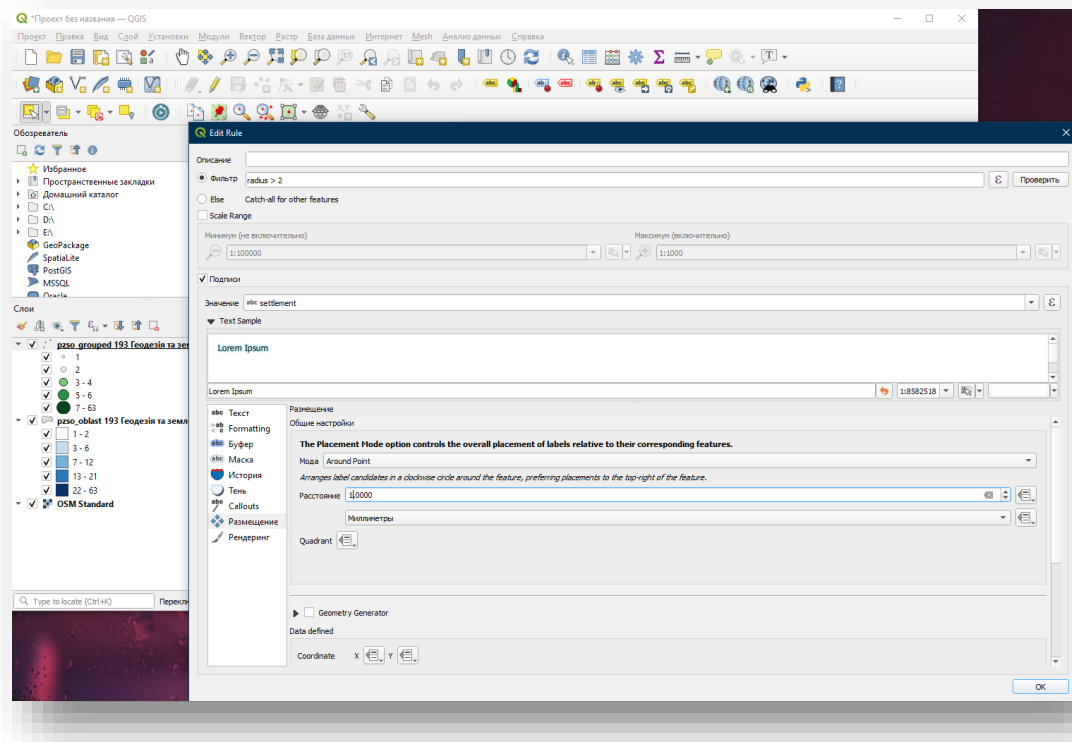 *Проект без названия — QGIS
Проект Правка Вид Слой Установки Модули Вектор Растр База данных Интернет Mesh Анализ данных Справка
Обозреватель
Избранное
Пространственные закладки
Домашний каталог
C:\
D:\
E:\
GeoPackage
SpatiaLite
PostGIS
MSSQL
Oracle
Слои
pzso_grouped 193 Геодезія та зе
1
2
3 - 4
5 - 6
7 - 63
pzso_oblast 193 Геодезія та земл
1 - 2
3 - 6
7 - 12
13 - 21
22 - 63
OSM Standard
Type to locate (Ctrl+K)
Перекл
Edit Rule
Описание
Фильтр radius > 2 ε Проверить
Else Catch-all for other features
Scale Range
Минимум (не включительно) Максимум (включительно)
1:100000 1:1000
Подписи
Значение abc settlement ε
Text Sample
Lorem Ipsum
Lorem Ipsum 1:8582518
Текст
Formatting
Буфер
Маска
История
Тень
Callouts
Размещение
Рендеринг
Размещение
Общие настройки
The Placement Mode option controls the overall placement of labels relative to their corresponding features.
Мода Around Point
Arranges label candidates in a clockwise circle around the feature, preferring placements to the top-right of the feature.
Расстояние 1,0000
Миллиметры
Quadrant
Geometry Generator
Data defined
Coordinate X Y
OK